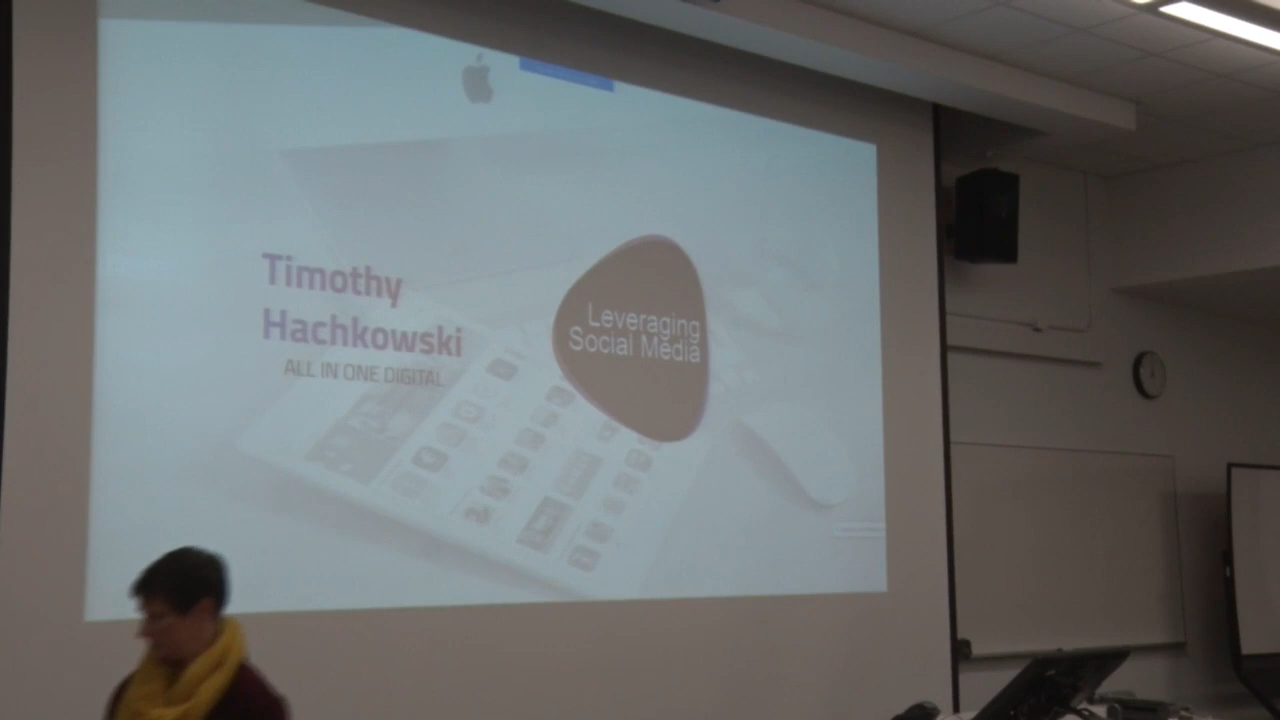 Timothy
Hachkowski
ALL IN ONE DIGITAL
Leveraging
Social Media